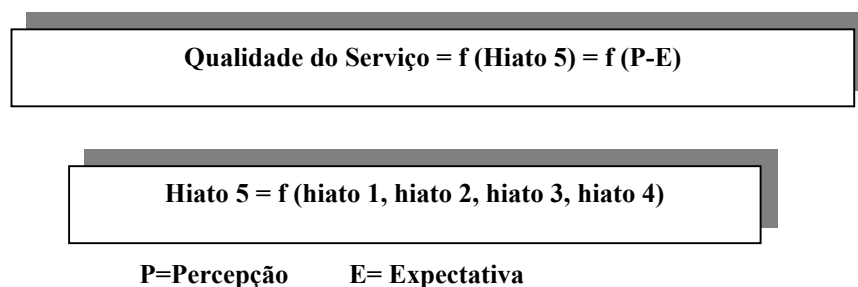 Qualidade do Serviço = f (Hiato 5) = f (P-E)
Hiato 5 = f (hiato 1, hiato 2, hiato 3, hiato 4)
P=Percepção E= Expectativa